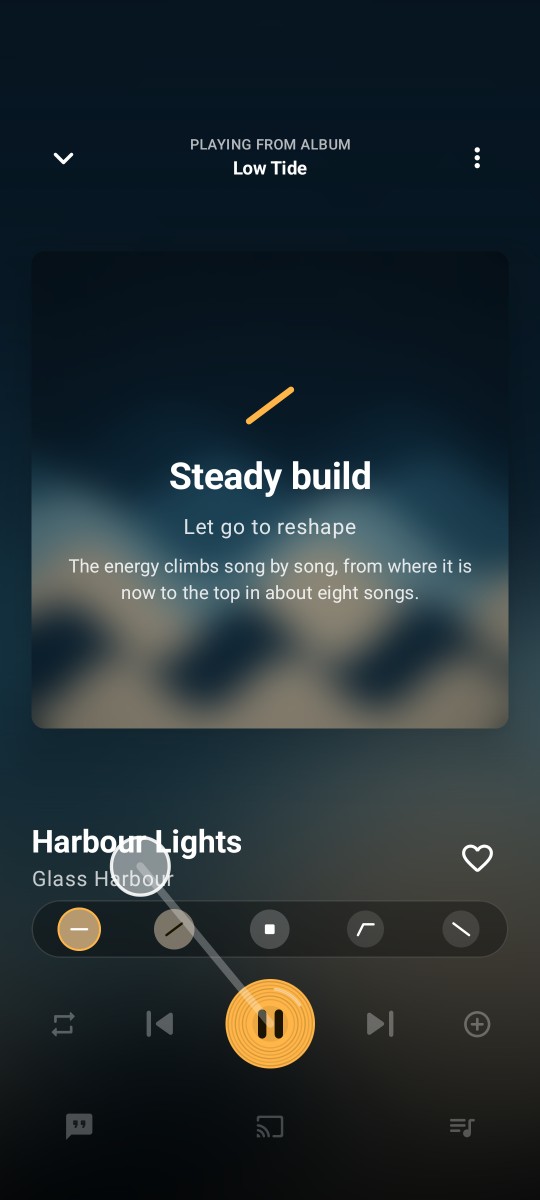 PLAYING FROM ALBUM
Low Tide
Steady build
Let go to reshape
The energy climbs song by song, from where it is
now to the top in about eight songs.
Harbour Lights
Glass Harbour